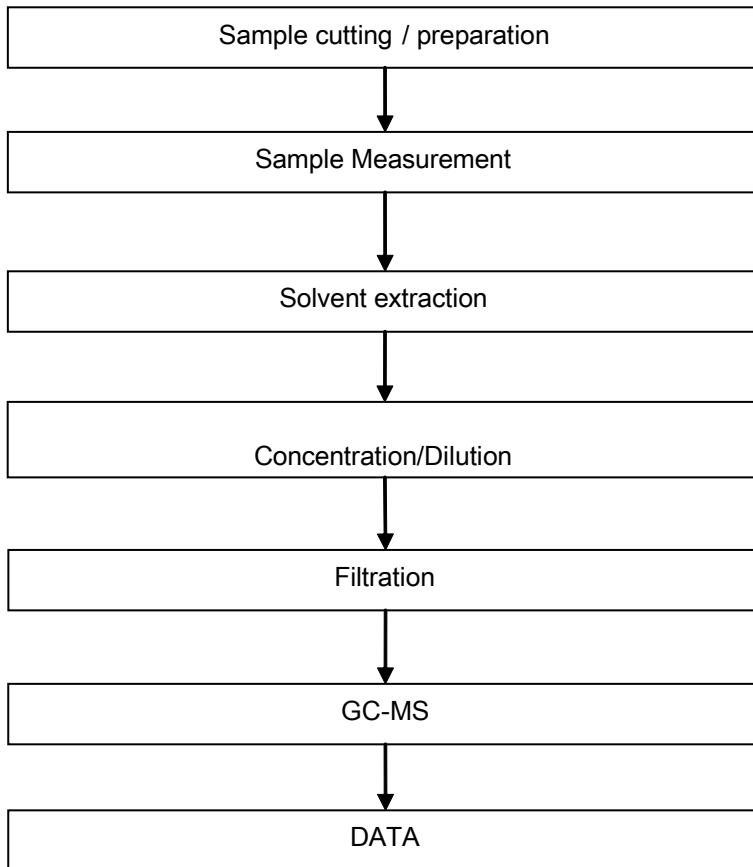 Sample cutting / preparation
Sample Measurement
Solvent extraction
Concentration/Dilution
Filtration
GC-MS
DATA